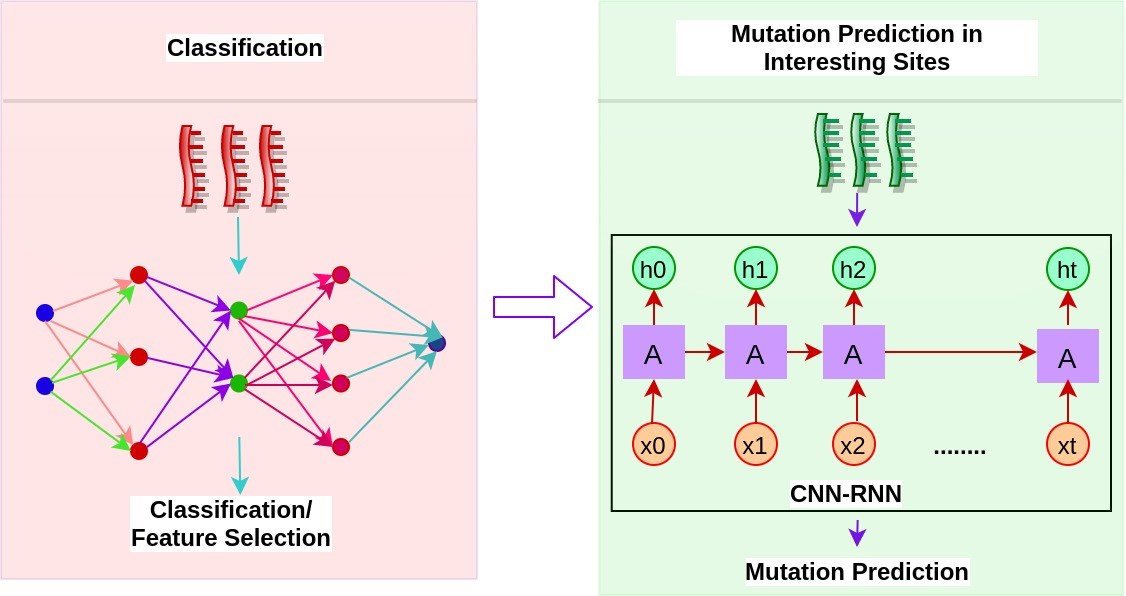 Classification
Classification/
Feature Selection
Mutation Prediction in
Interesting Sites
h0 h1 h2 ht
A A A A
x0 x1 x2 ........ xt
CNN-RNN
Mutation Prediction